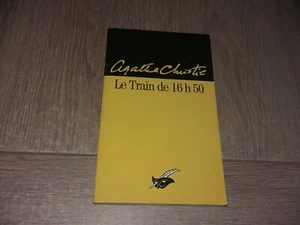 Agatha Christie
Le Train de 16 h 50